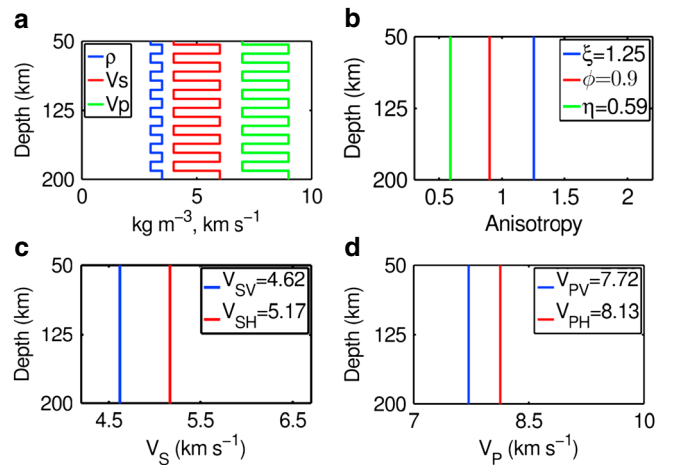 a
50
125
200
Depth (km)
ρ
Vs
Vp
0
5
10
kg m⁻³, km s⁻¹
b
50
125
200
Depth (km)
ξ=1.25
ϕ=0.9
η=0.59
0.5
1
1.5
2
Anisotropy
c
50
125
200
Depth (km)
V_SV=4.62
V_SH=5.17
4.5
5.5
6.5
V_S (km s⁻¹)
d
50
125
200
Depth (km)
V_PV=7.72
V_PH=8.13
7
8.5
10
V_P (km s⁻¹)